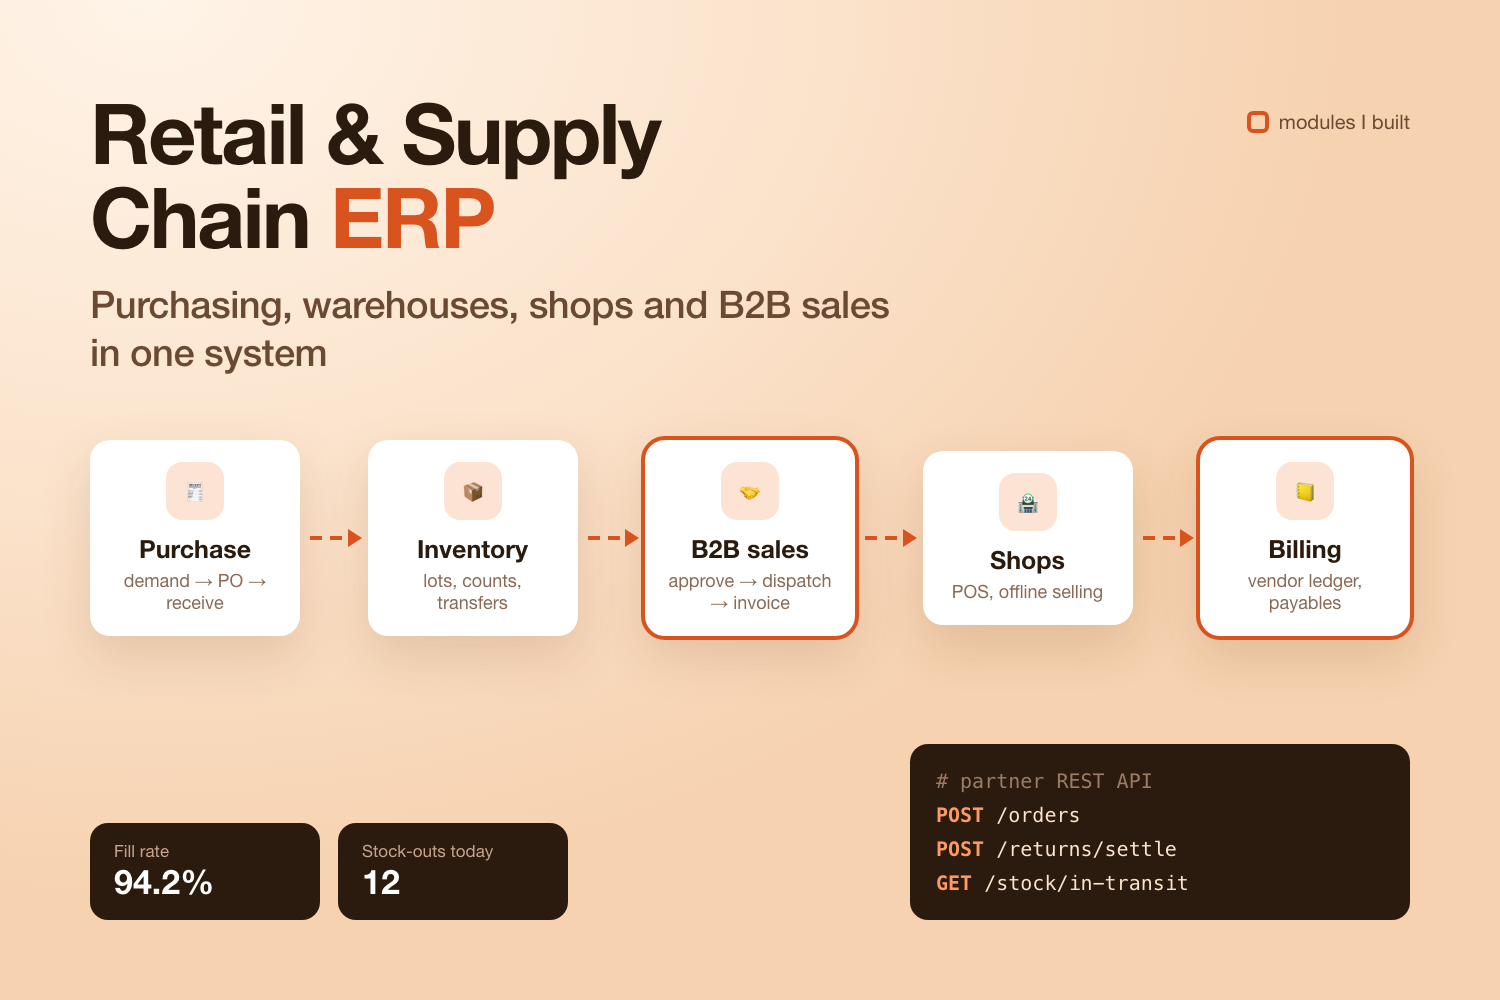 Retail & Supply
Chain ERP
modules I built
Purchasing, warehouses, shops and B2B sales
in one system
Purchase
demand → PO →
receive
Inventory
lots, counts,
transfers
B2B sales
approve → dispatch
→ invoice
24
Shops
POS, offline selling
Billing
vendor ledger,
payables
Fill rate
94.2%
Stock-outs today
12
# partner REST API
POST /orders
POST /returns/settle
GET /stock/in-transit